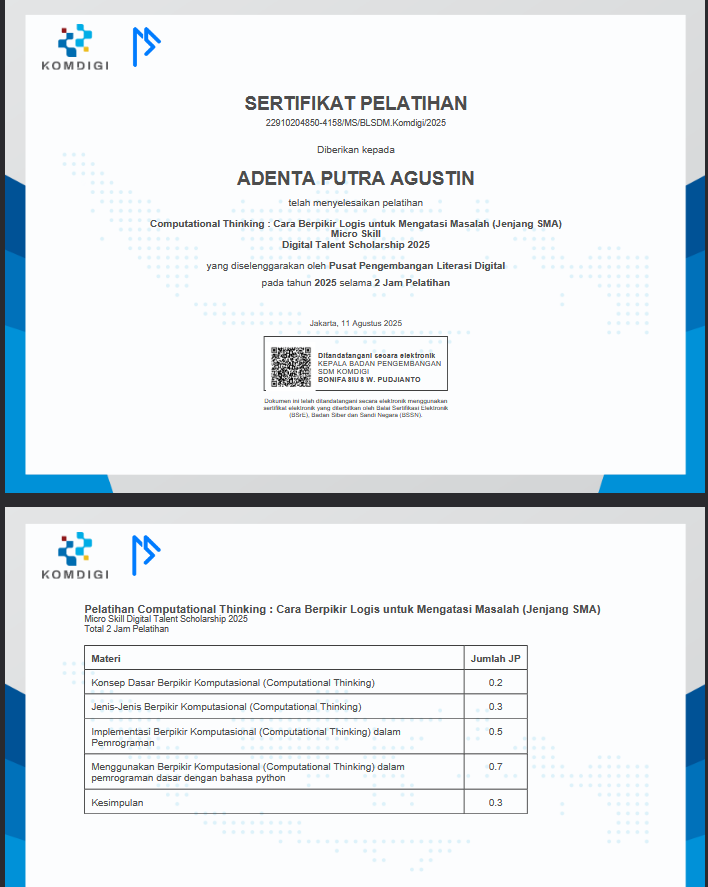 KOMDIGI
SERTIFIKAT PELATIHAN
22910204850-4158/MS/BLSDM.Komdigi/2025
Diberikan kepada
ADENTA PUTRA AGUSTIN
telah menyelesaikan pelatihan
Computational Thinking : Cara Berpikir Logis untuk Mengatasi Masalah (Jenjang SMA)
Micro Skill
Digital Talent Scholarship 2025
yang diselenggarakan oleh Pusat Pengembangan Literasi Digital
pada tahun 2025 selama 2 Jam Pelatihan
Jakarta, 11 Agustus 2025
Ditandatangani secara elektronik
KEPALA BADAN PENGEMBANGAN
SDM KOMDIGI
BONIFASIUS W. PUDJIANTO
Dokumen ini telah ditandatangani secara elektronik menggunakan
sertifikat elektronik yang diterbitkan oleh Balai Sertifikasi Elektronik
(BSrE), Badan Siber dan Sandi Negara (BSSN).
KOMDIGI
Pelatihan Computational Thinking : Cara Berpikir Logis untuk Mengatasi Masalah (Jenjang SMA)
Micro Skill Digital Talent Scholarship 2025
Total 2 Jam Pelatihan
Materi Jumlah JP
Konsep Dasar Berpikir Komputasional (Computational Thinking) 0.2
Jenis-Jenis Berpikir Komputasional (Computational Thinking) 0.3
Implementasi Berpikir Komputasional (Computational Thinking) dalam 0.5
Pemrograman
Menggunakan Berpikir Komputasional (Computational Thinking) dalam 0.7
pemrograman dasar dengan bahasa python
Kesimpulan 0.3